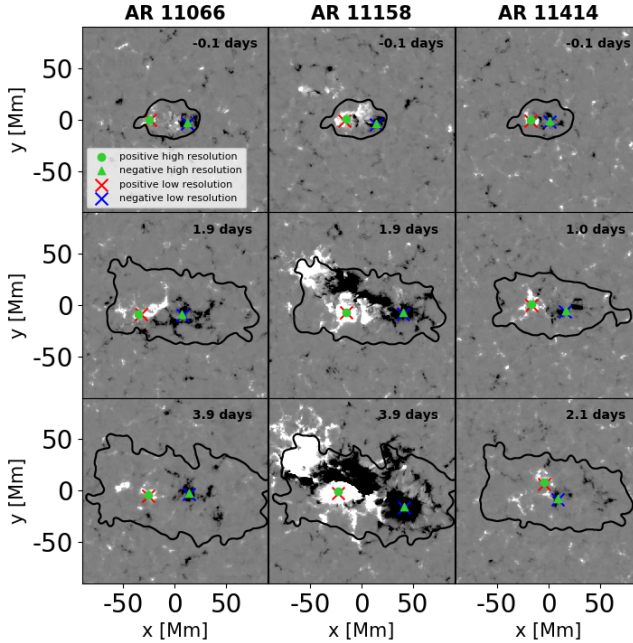 AR 11066 AR 11158 AR 11414
-0.1 days -0.1 days -0.1 days
50
0
-50
y [Mm]
positive high resolution
negative high resolution
positive low resolution
negative low resolution
1.9 days 1.9 days 1.0 days
50
0
-50
y [Mm]
3.9 days 3.9 days 2.1 days
50
0
-50
y [Mm]
-50 0 50 -50 0 50 -50 0 50
x [Mm] x [Mm] x [Mm]